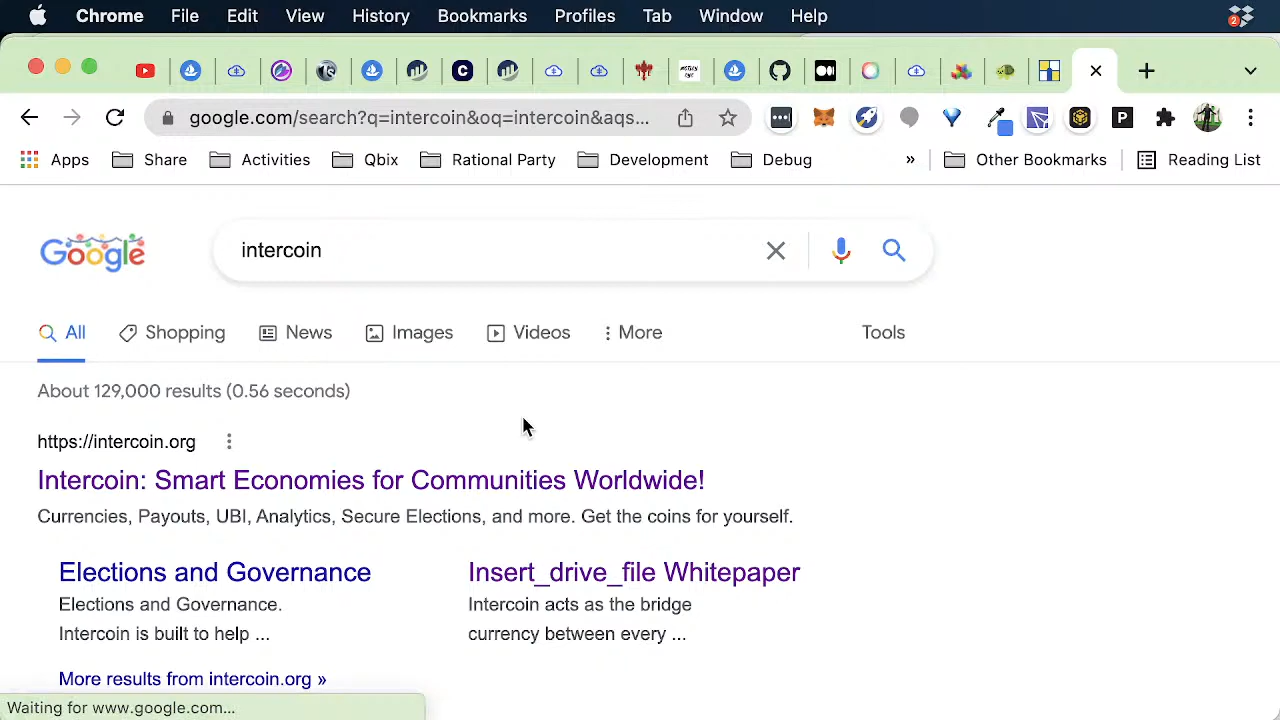 Chrome File Edit View History Bookmarks Profiles Tab Window Help
2
google.com/search?q=intercoin&oq=intercoin&aqs...
P
Apps Share Activities Qbix Rational Party Development Debug » Other Bookmarks Reading List
Google
intercoin
All Shopping News Images Videos More Tools
About 129,000 results (0.56 seconds)
https://intercoin.org
Intercoin: Smart Economies for Communities Worldwide!
Currencies, Payouts, UBI, Analytics, Secure Elections, and more. Get the coins for yourself.
Elections and Governance
Elections and Governance.
Intercoin is built to help ...
Insert_drive_file Whitepaper
Intercoin acts as the bridge
currency between every ...
More results from intercoin.org »
Waiting for www.google.com...